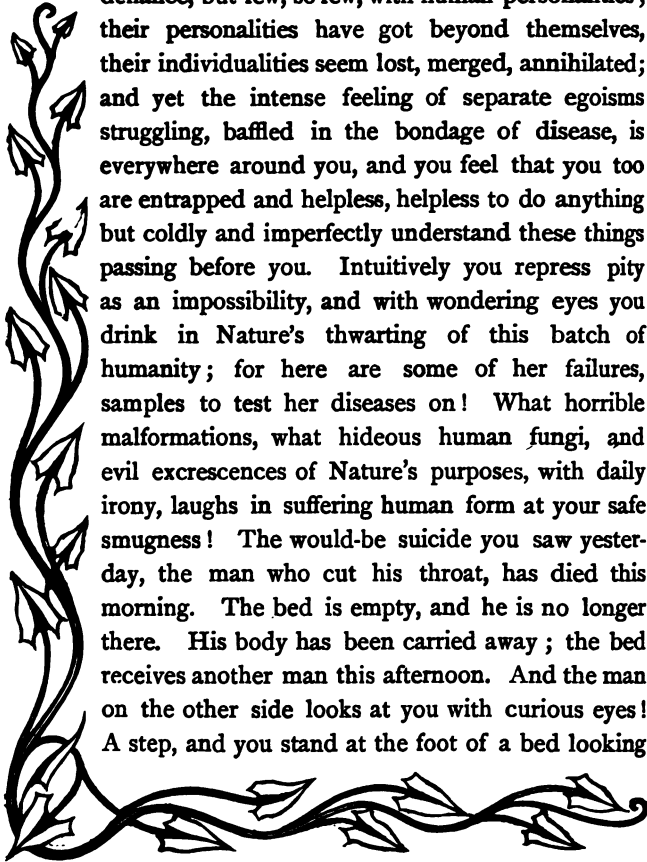 defiance, but few, so few, with human personalities;
their personalities have got beyond themselves,
their individualities seem lost, merged, annihilated;
and yet the intense feeling of separate egoisms
struggling, baffled in the bondage of disease, is
everywhere around you, and you feel that you too
are entrapped and helpless, helpless to do anything
but coldly and imperfectly understand these things
passing before you. Intuitively you repress pity
as an impossibility, and with wondering eyes you
drink in Nature's thwarting of this batch of
humanity; for here are some of her failures,
samples to test her diseases on! What horrible
malformations, what hideous human fungi, and
evil excrescences of Nature's purposes, with daily
irony, laughs in suffering human form at your safe
smugness! The would-be suicide you saw yester-
day, the man who cut his throat, has died this
morning. The bed is empty, and he is no longer
there. His body has been carried away; the bed
receives another man this afternoon. And the man
on the other side looks at you with curious eyes!
A step, and you stand at the foot of a bed looking